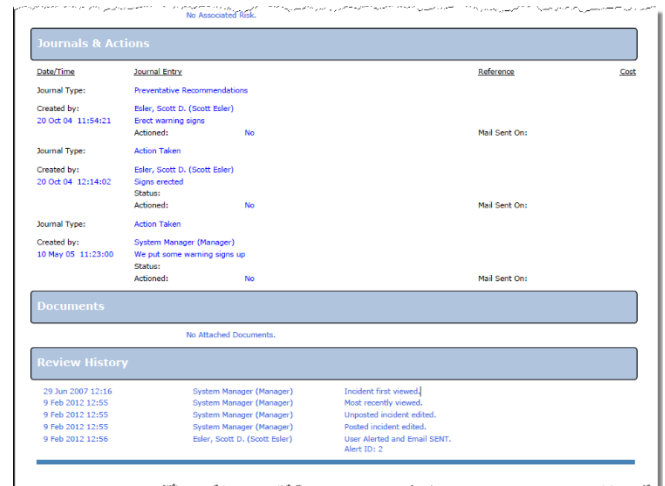 No Associated Risk.
Journals & Actions
Date/Time Journal Entry Reference Cost
Journal Type: Preventative Recommendations
Created by: Esler, Scott D. (Scott Esler)
20 Oct 04 11:54:21 Erect warning signs
Actioned: No Mail Sent On:
Journal Type: Action Taken
Created by: Esler, Scott D. (Scott Esler)
20 Oct 04 12:14:02 Signs erected
Status:
Actioned: No Mail Sent On:
Journal Type: Action Taken
Created by: System Manager (Manager)
10 May 05 11:23:00 We put some warning signs up
Status:
Actioned: No Mail Sent On:
Documents
No Attached Documents.
Review History
29 Jun 2007 12:16 System Manager (Manager) Incident first viewed.
9 Feb 2012 12:55 System Manager (Manager) Most recently viewed.
9 Feb 2012 12:55 System Manager (Manager) Unposted incident edited.
9 Feb 2012 12:55 System Manager (Manager) Posted incident edited.
9 Feb 2012 12:56 Esler, Scott D. (Scott Esler) User Alerted and Email SENT.
Alert ID: 2